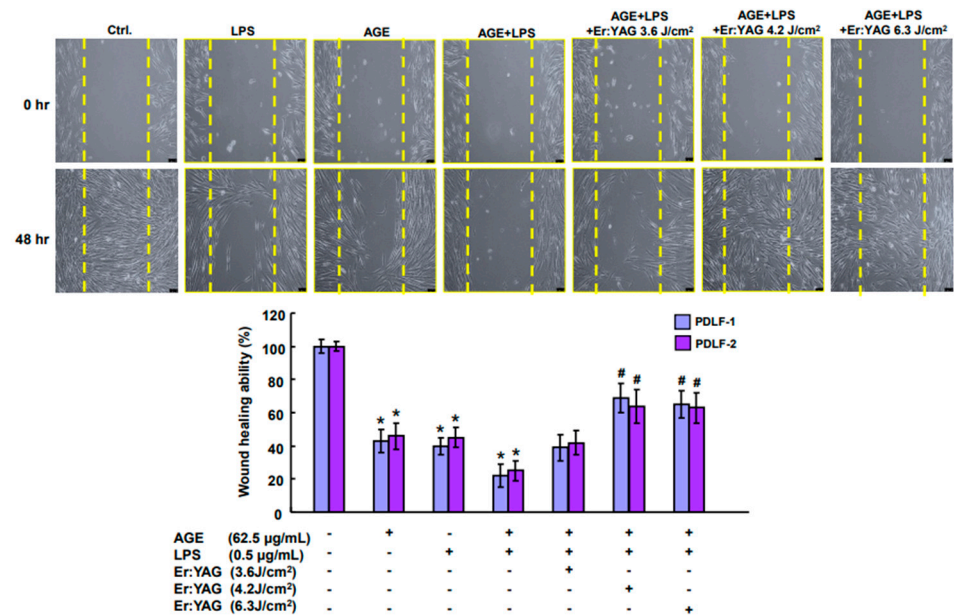 Ctrl.
LPS
AGE
AGE+LPS
AGE+LPS
+Er:YAG 3.6 J/cm²
AGE+LPS
+Er:YAG 4.2 J/cm²
AGE+LPS
+Er:YAG 6.3 J/cm²
0 hr
48 hr
Wound healing ability (%)
120
100
80
60
40
20
0
PDLF-1
PDLF-2
* *
* *
* *
# #
# #
AGE (62.5 μg/mL) - + - + + + +
LPS (0.5 μg/mL) - - + + + + +
Er:YAG (3.6J/cm²) - - - - + - -
Er:YAG (4.2J/cm²) - - - - - + -
Er:YAG (6.3J/cm²) - - - - - - +